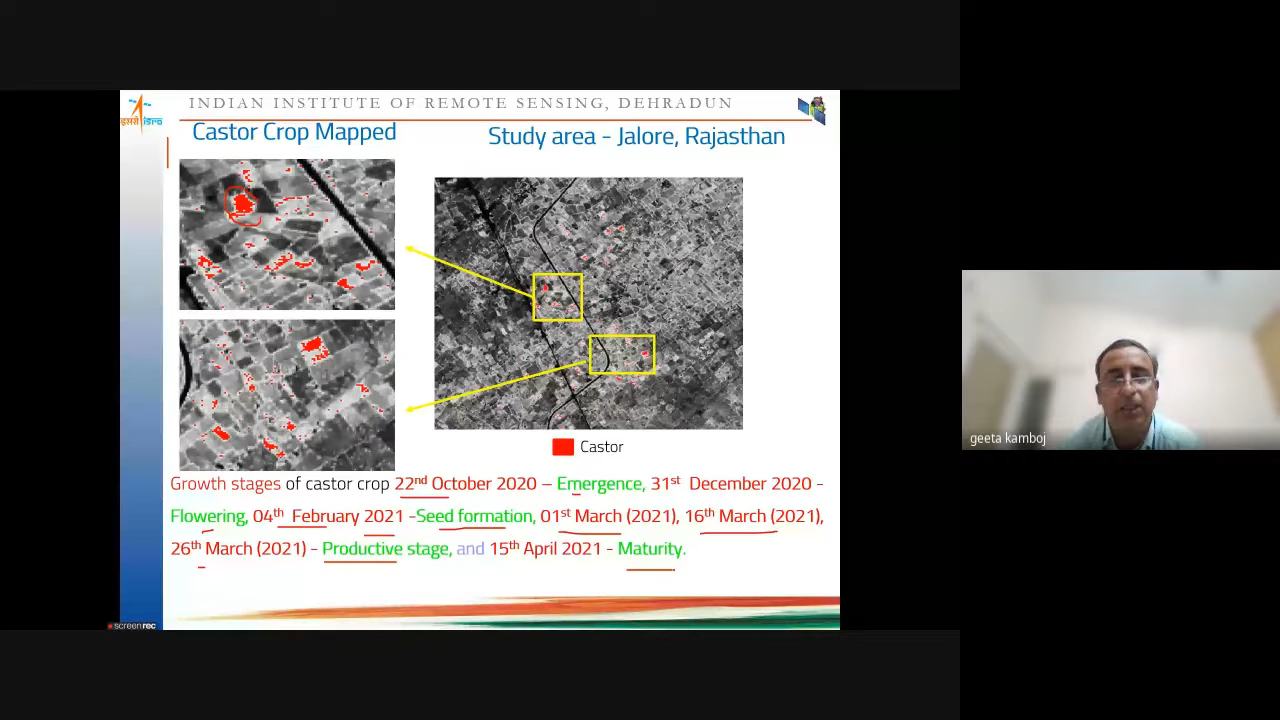 INDIAN INSTITUTE OF REMOTE SENSING, DEHRADUN
इसरो isro
Castor Crop Mapped
Study area - Jalore, Rajasthan
Castor
Growth stages of castor crop 22nd October 2020 – Emergence, 31st December 2020 -
Flowering, 04th February 2021 -Seed formation, 01st March (2021), 16th March (2021),
26th March (2021) - Productive stage, and 15th April 2021 - Maturity.
screenrec
geeta kamboj